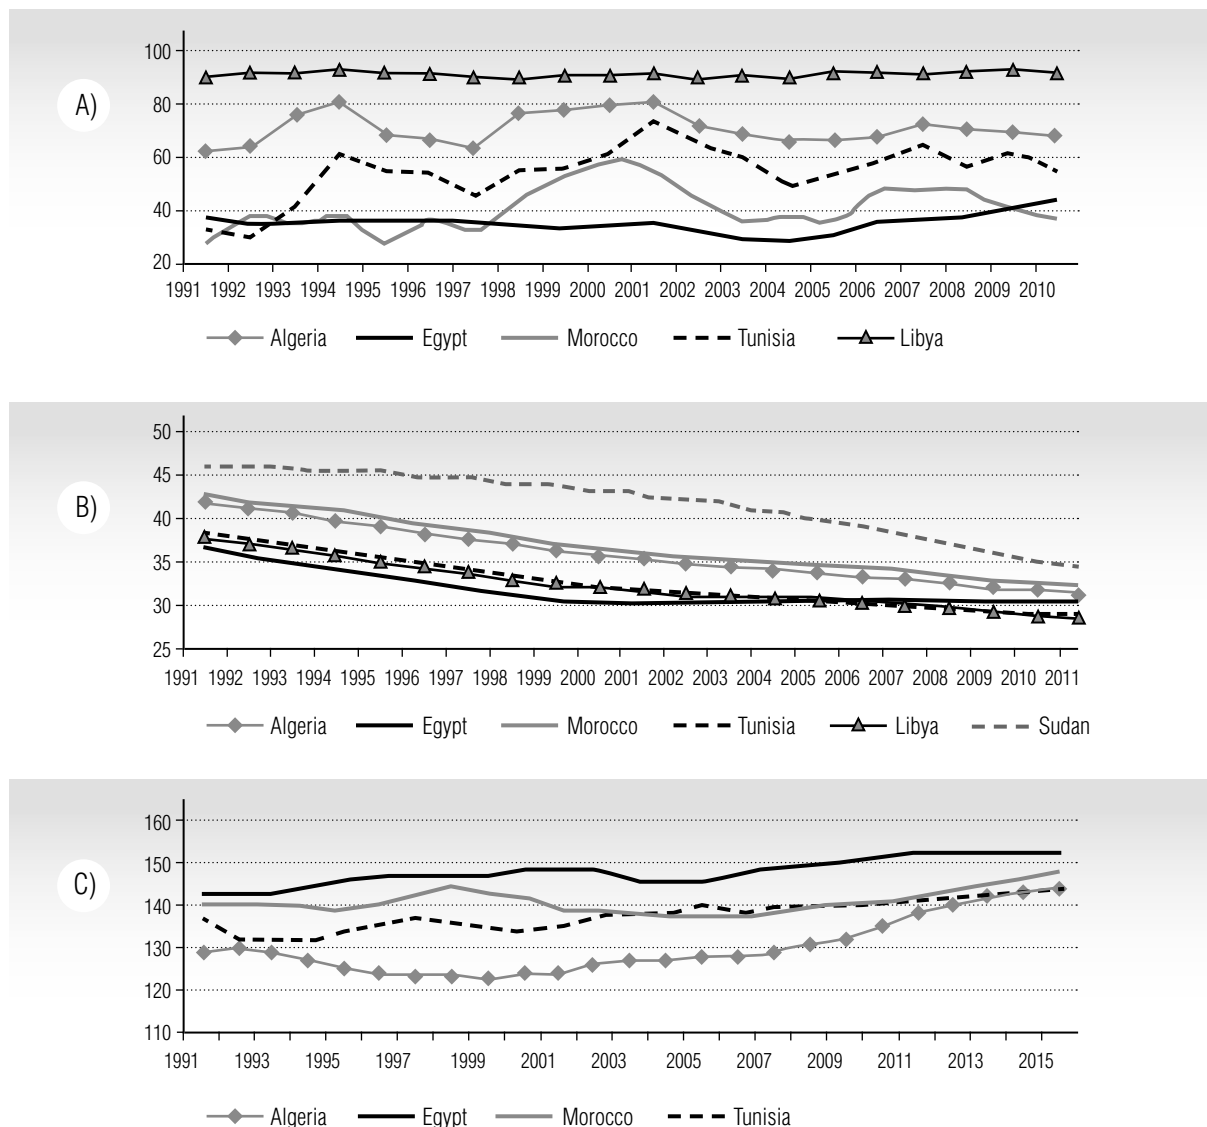 A)
100
80
60
40
20
1991 1992 1993 1994 1995 1996 1997 1998 1999 2000 2001 2002 2003 2004 2005 2006 2007 2008 2009 2010
Algeria Egypt Morocco Tunisia Libya
B)
50
45
40
35
30
25
1991 1992 1993 1994 1995 1996 1997 1998 1999 2000 2001 2002 2003 2004 2005 2006 2007 2008 2009 2010 2011
Algeria Egypt Morocco Tunisia Libya Sudan
C)
160
150
140
130
120
110
1991 1993 1995 1997 1999 2001 2003 2005 2007 2009 2011 2013 2015
Algeria Egypt Morocco Tunisia